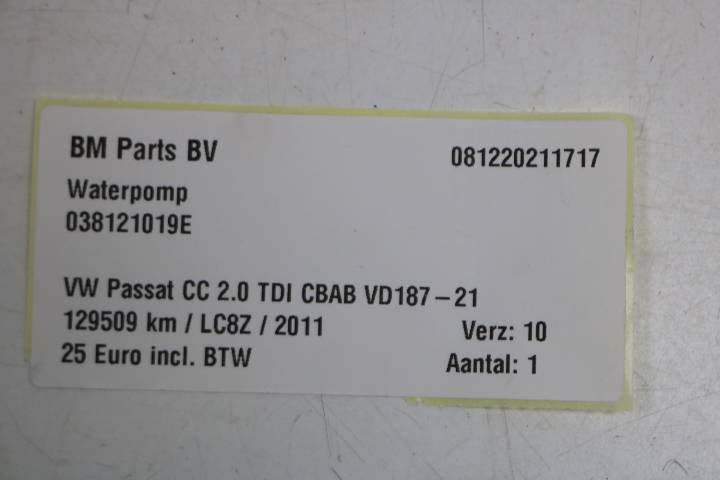 BM Parts BV 081220211717
Waterpomp
038121019E
VW Passat CC 2.0 TDI CBAB VD187-21
129509 km / LC8Z / 2011 Verz: 10
25 Euro incl. BTW Aantal: 1